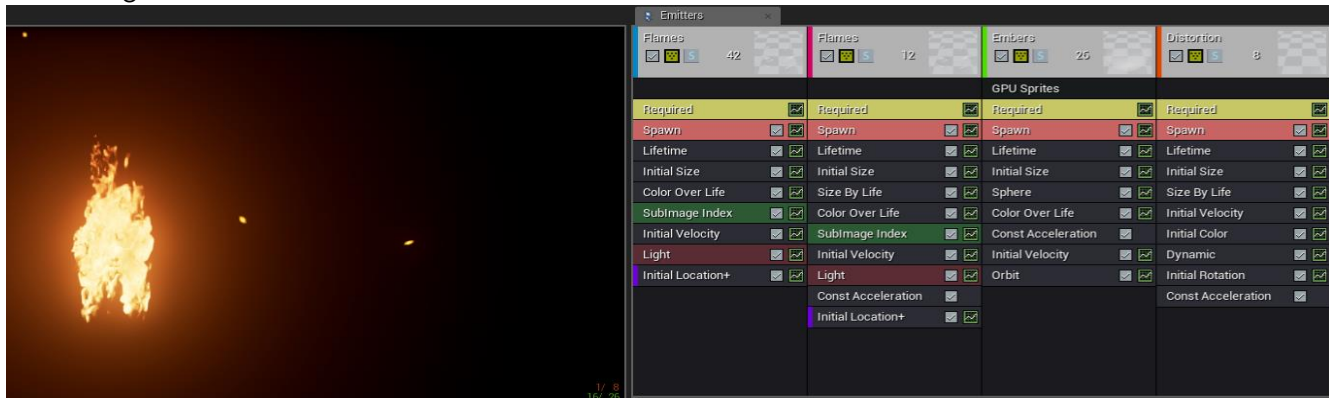 Emitters
Flames Flames Embers Distortion
S 42 S 12 S 25 S 8
GPU Sprites
Required Required Required Required
Spawn Spawn Spawn Spawn
Lifetime Lifetime Lifetime Lifetime
Initial Size Initial Size Initial Size Initial Size
Color Over Life Size By Life Sphere Size By Life
SubImage Index Color Over Life Color Over Life Initial Velocity
Initial Velocity SubImage Index Const Acceleration Initial Color
Light Initial Velocity Initial Velocity Dynamic
Initial Location+ Light Orbit Initial Rotation
Const Acceleration Const Acceleration
Initial Location+
1/ 8
16/ 26